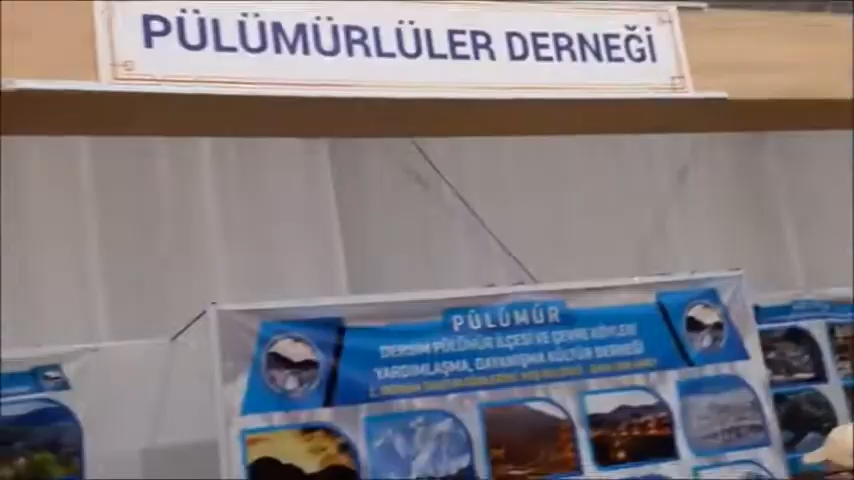 PÜLÜMÜRLÜLER DERNEĞİ
PÜLÜMÜR
DERSİM PÜLÜMÜR İLÇESİ VE ÇEVRE KÖYLERİ
YARDIMLAŞMA, DAYANIŞMA KÜLTÜR DERNEĞİ